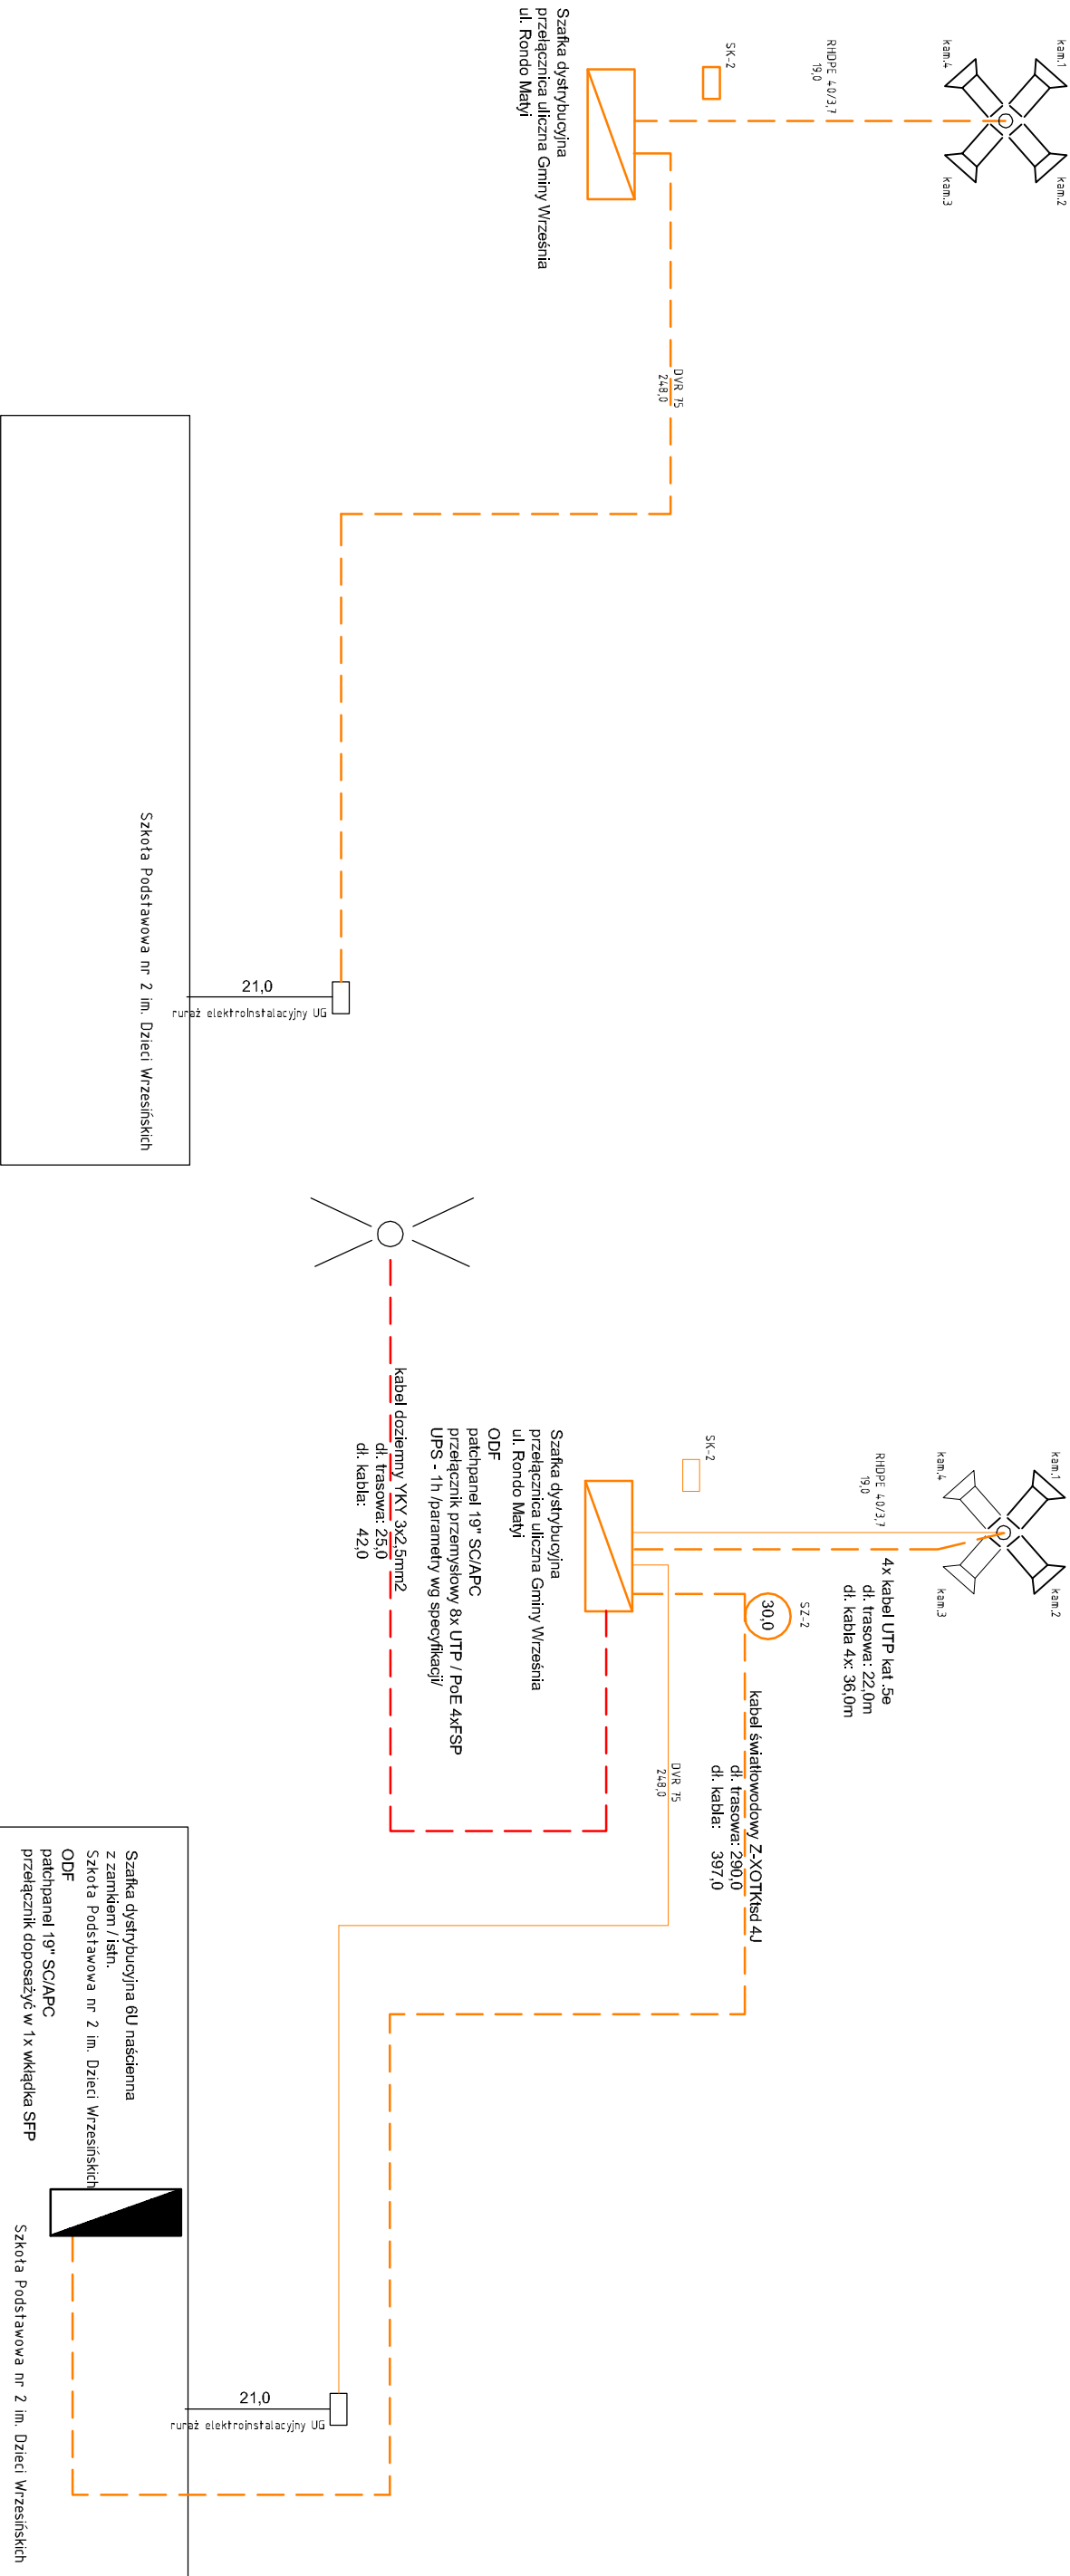 kam.1
kam.2
kam.3
kam.4
RHDPE 40/3,7
19,0
SK-2
Szafka dystrybucyjna
przełącznica uliczna Gminy Września
ul. Rondo Matyi
DVR 75
248,0
21,0
ruraż elektroinstalacyjny UG
Szkoła Podstawowa nr 2 im. Dzieci Wrzesińskich
kam.1
kam.2
kam.3
kam.4
RHDPE 40/3,7
19,0
4x kabel UTP kat .5e
dł. trasowa: 22,0m
dł. kabla 4x: 36,0m
SZ-2
30,0
SK-2
kabel światłowodowy Z-XOTKtsd 4J
dł. trasowa: 290,0
dł. kabla: 397,0
DVR 75
248,0
Szafka dystrybucyjna
przełącznica uliczna Gminy Września
ul. Rondo Matyi
ODF
patchpanel 19" SC/APC
przełącznik przemysłowy 8x UTP / PoE 4xFSP
UPS - 1h /parametry wg specyfikacji/
kabel doziemny YKY 3x2,5mm2
dł. trasowa: 25,0
dł. kabla: 42,0
21,0
ruraż elektroinstalacyjny UG
Szafka dystrybucyjna 6U naścienna
z zamkiem / istn.
Szkoła Podstawowa nr 2 im. Dzieci Wrzesińskich
ODF
patchpanel 19" SC/APC
przełącznik doposażyć w 1x wkłądka SFP
Szkoła Podstawowa nr 2 im. Dzieci Wrzesińskich